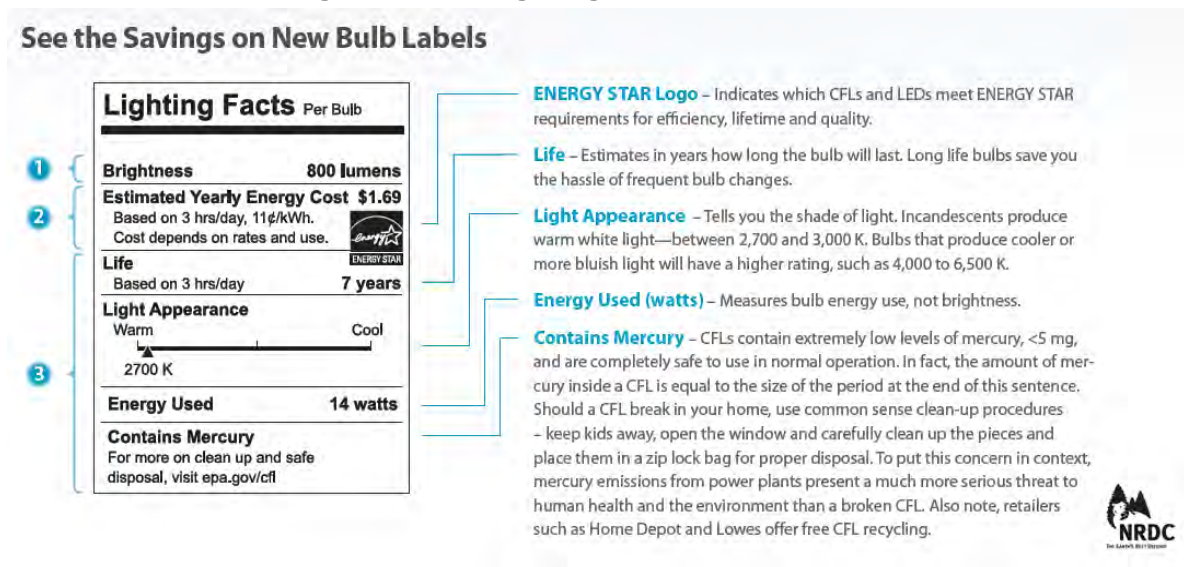 See the Savings on New Bulb Labels
Lighting Facts Per Bulb
1
Brightness 800 lumens
2
Estimated Yearly Energy Cost $1.69
Based on 3 hrs/day, 11¢/kWh.
Cost depends on rates and use.
energy
ENERGY STAR
3
Life
Based on 3 hrs/day 7 years
Light Appearance
Warm Cool
2700 K
Energy Used 14 watts
Contains Mercury
For more on clean up and safe
disposal, visit epa.gov/cfl
ENERGY STAR Logo – Indicates which CFLs and LEDs meet ENERGY STAR
requirements for efficiency, lifetime and quality.
Life – Estimates in years how long the bulb will last. Long life bulbs save you
the hassle of frequent bulb changes.
Light Appearance – Tells you the shade of light. Incandescents produce
warm white light—between 2,700 and 3,000 K. Bulbs that produce cooler or
more bluish light will have a higher rating, such as 4,000 to 6,500 K.
Energy Used (watts) – Measures bulb energy use, not brightness.
Contains Mercury – CFLs contain extremely low levels of mercury, <5 mg,
and are completely safe to use in normal operation. In fact, the amount of mer-
cury inside a CFL is equal to the size of the period at the end of this sentence.
Should a CFL break in your home, use common sense clean-up procedures
– keep kids away, open the window and carefully clean up the pieces and
place them in a zip lock bag for proper disposal. To put this concern in context,
mercury emissions from power plants present a much more serious threat to
human health and the environment than a broken CFL. Also note, retailers
such as Home Depot and Lowes offer free CFL recycling.
NRDC
The Earth's Best Defense